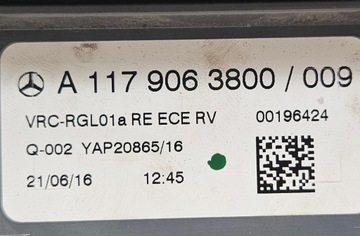 A 117 906 3800 / 009
VRC-RGL01a RE ECE RV 00196424
Q-002 YAP20865/16
21/06/16 12:45